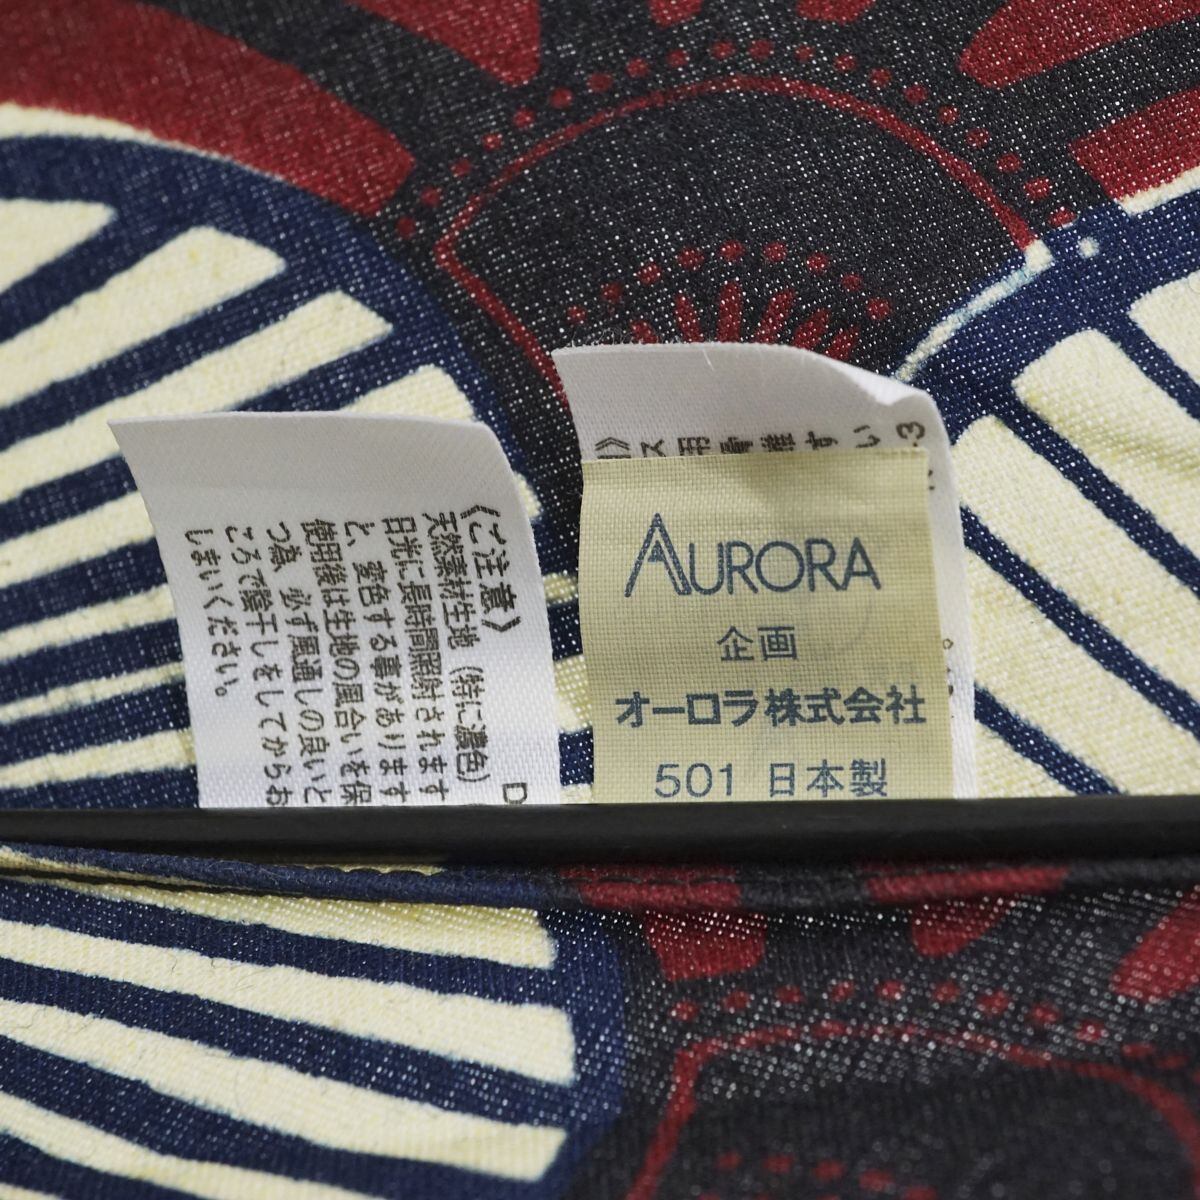 《ご注意》
天然素材生地（特に濃色）
日光に長時間照射されます
と、変色する事があります
使用後は生地の風合いを保
つ為、必ず風通しの良いと
ころで陰干しをしてからお
しまいください。
D
AURORA
企画
オーロラ株式会社
501 日本製